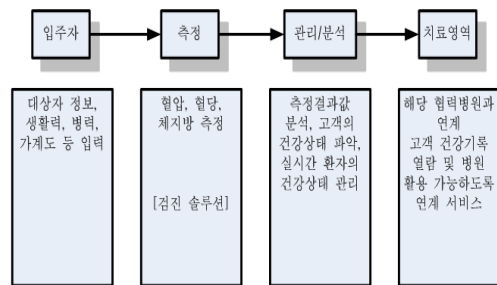 입주자
측정
관리/분석
치료영역
대상자 정보,
생활력, 병력,
가계도 등 입력
혈압, 혈당,
체지방 측정
[검진 솔루션]
측정결과값
분석, 고객의
건강상태 파악,
실시간 환자의
건강상태 관리
해당 협력병원과
연계
고객 건강기록
열람 및 병원
활용 가능하도록
연계 서비스